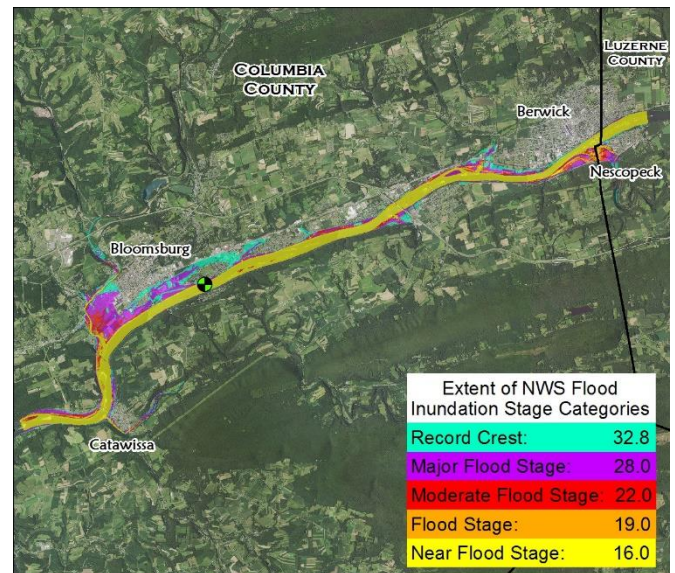 LUZERNE
COUNTY
COLUMBIA
COUNTY
Berwick
Nescopeck
Bloomsburg
Catawissa
Extent of NWS Flood
Inundation Stage Categories
Record Crest: 32.8
Major Flood Stage: 28.0
Moderate Flood Stage: 22.0
Flood Stage: 19.0
Near Flood Stage: 16.0